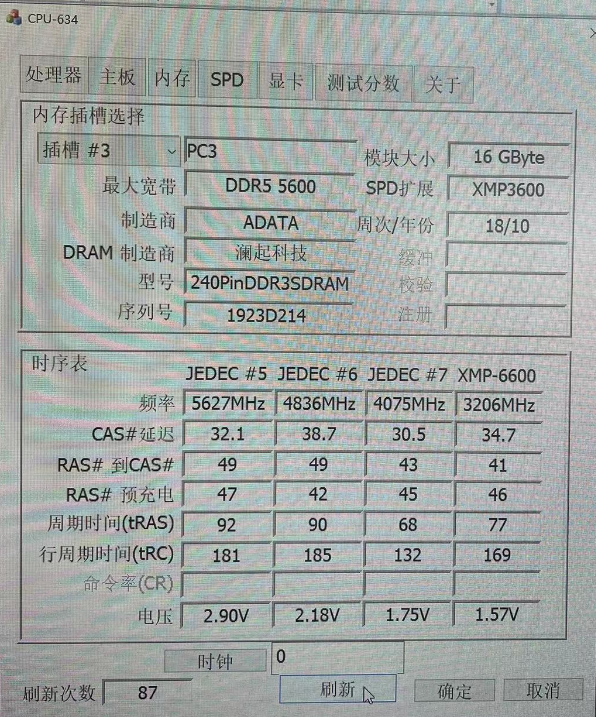 CPU-634
处理器 主板 内存 SPD 显卡 测试分数 关于
内存插槽选择
插槽 #3 PC3 模块大小 16 GByte
最大宽带 DDR5 5600 SPD扩展 XMP3600
制造商 ADATA 周次/年份 18/10
DRAM 制造商 澜起科技 缓冲
型号 240PinDDR3SDRAM 校验
序列号 1923D214 注册
时序表
JEDEC #5 JEDEC #6 JEDEC #7 XMP-6600
频率 5627MHz 4836MHz 4075MHz 3206MHz
CAS#延迟 32.1 38.7 30.5 34.7
RAS# 到CAS# 49 49 43 41
RAS# 预充电 47 42 45 46
周期时间(tRAS) 92 90 68 77
行周期时间(tRC) 181 185 132 169
命令率(CR)
电压 2.90V 2.18V 1.75V 1.57V
时钟 0
刷新次数 87 刷新 确定 取消